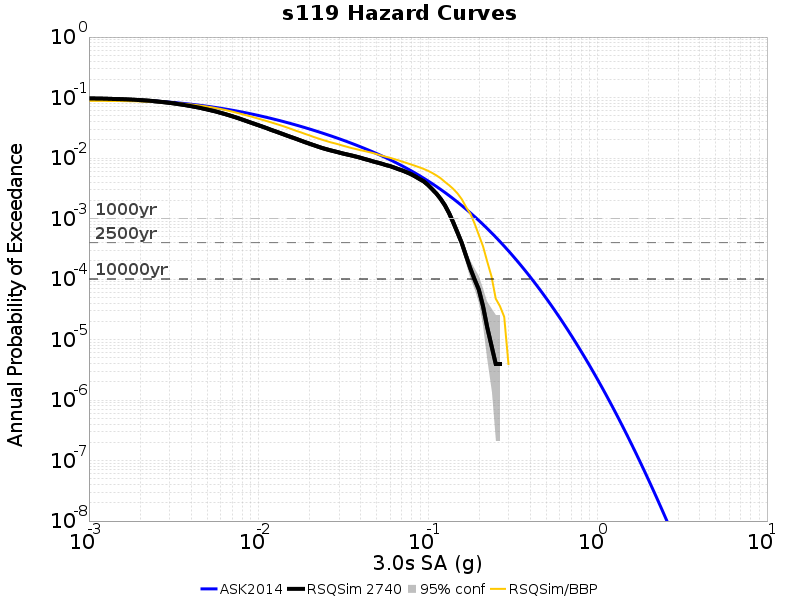 s119 Hazard Curves
Annual Probability of Exceedance
10^0
10^-1
10^-2
10^-3
10^-4
10^-5
10^-6
10^-7
10^-8
1000yr
2500yr
10000yr
10^-3 10^-2 10^-1 10^0 10^1
3.0s SA (g)
ASK2014 RSQSim 2740 95% conf RSQSim/BBP